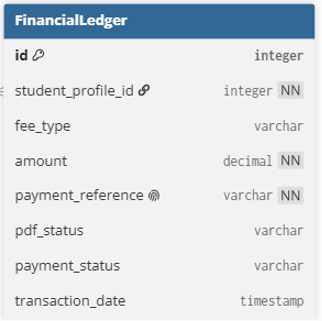 FinancialLedger
id integer
student_profile_id integer NN
fee_type varchar
amount decimal NN
payment_reference varchar NN
pdf_status varchar
payment_status varchar
transaction_date timestamp